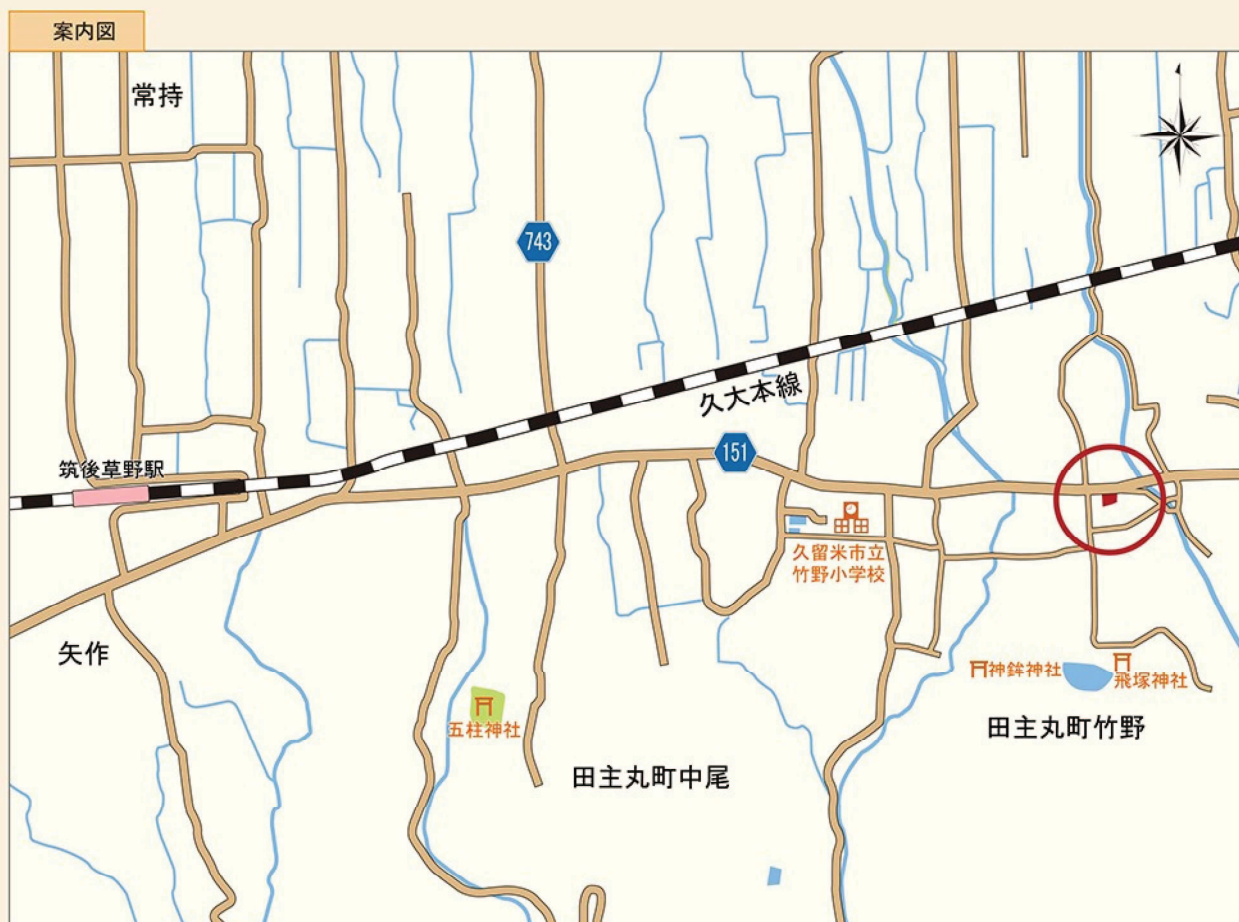 案内図
常持
743
久大本線
151
筑後草野駅
久留米市立
竹野小学校
矢作
神鉾神社
飛塚神社
五柱神社
田主丸町竹野
田主丸町中尾